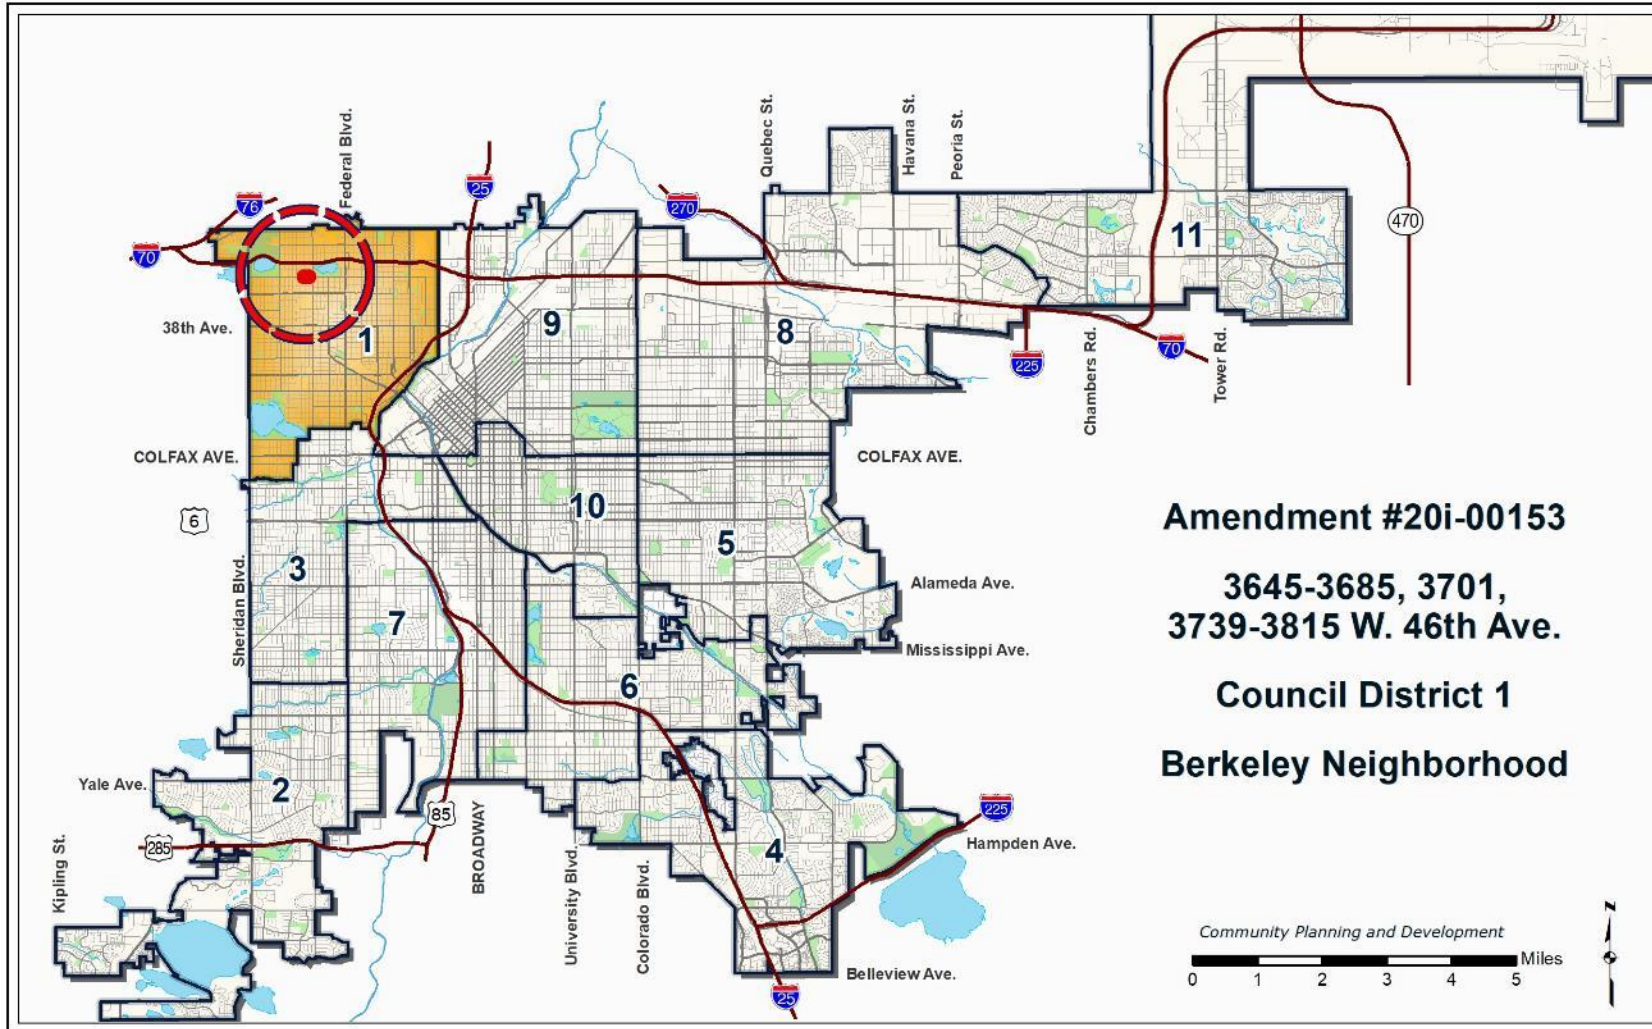 Federal Blvd.
Quebec St.
Havana St.
Peoria St.
76
25
270
70
470
11
38th Ave.
1
9
8
225
Chambers Rd.
70
Tower Rd.
COLFAX AVE.
COLFAX AVE.
6
10
5
Sheridan Blvd.
3
7
Alameda Ave.
Mississippi Ave.
6
Yale Ave.
2
85
BROADWAY
285
Kipling St.
University Blvd.
Colorado Blvd.
4
225
Hampden Ave.
Belleview Ave.
25
Amendment #20i-00153
3645-3685, 3701,
3739-3815 W. 46th Ave.
Council District 1
Berkeley Neighborhood
Community Planning and Development
Miles
0 1 2 3 4 5
N